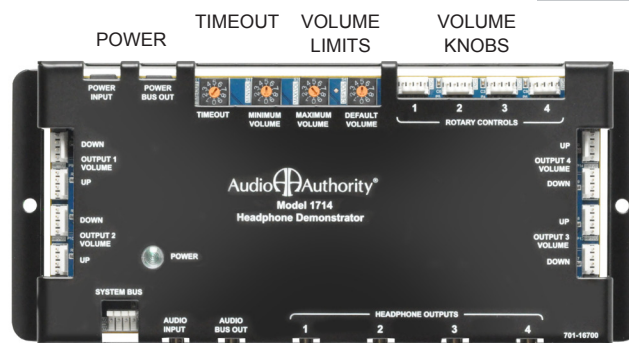 POWER
TIMEOUT
VOLUME
LIMITS
VOLUME
KNOBS
POWER
INPUT
POWER
BUS OUT
TIMEOUT
MINIMUM
VOLUME
MAXIMUM
VOLUME
DEFAULT
VOLUME
1 2 3 4
ROTARY CONTROLS
DOWN
OUTPUT 1
VOLUME
UP
DOWN
OUTPUT 2
VOLUME
UP
UP
OUTPUT 4
VOLUME
DOWN
UP
OUTPUT 3
VOLUME
DOWN
Audio Authority®
Model 1714
Headphone Demonstrator
POWER
SYSTEM BUS
AUDIO
INPUT
AUDIO
BUS OUT
HEADPHONE OUTPUTS
1 2 3 4
701-16700